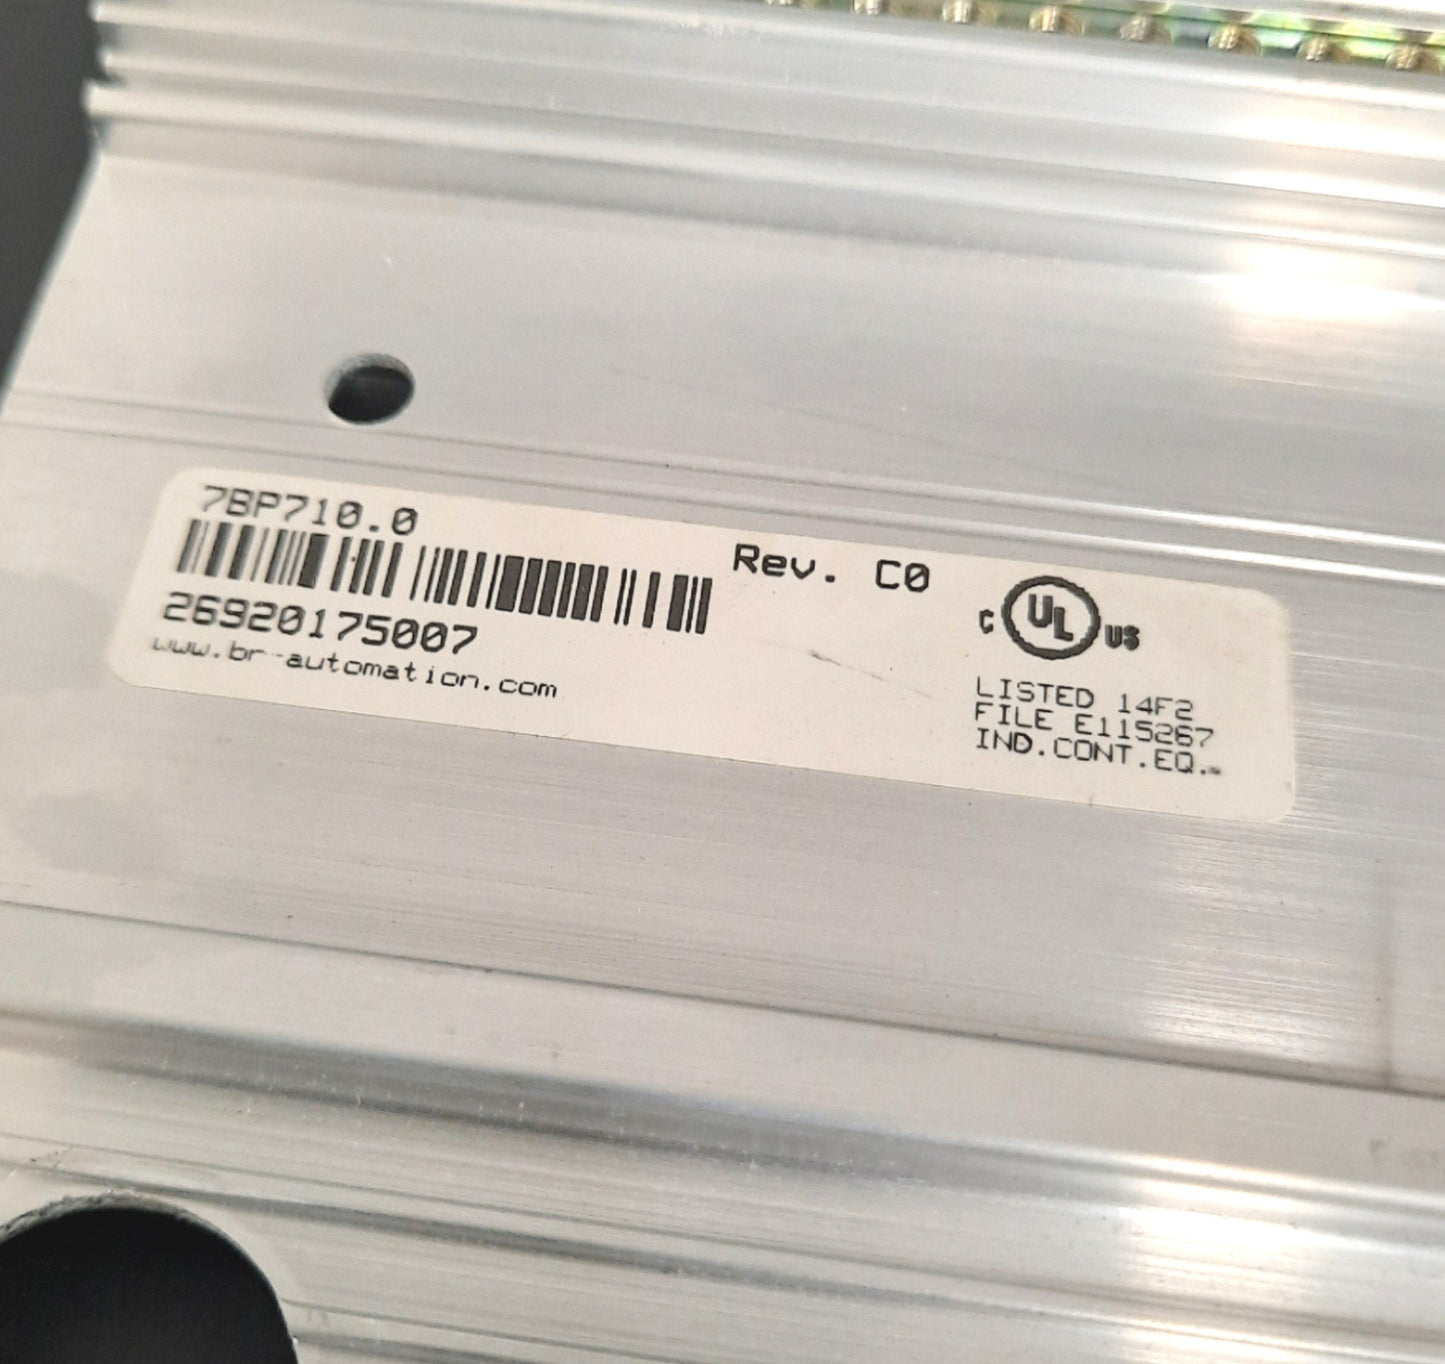 7BP710.0
Rev. C0
26920175007
www.br-automation.com
C UL US
LISTED 14F2
FILE E115267
IND.CONT.EQ.